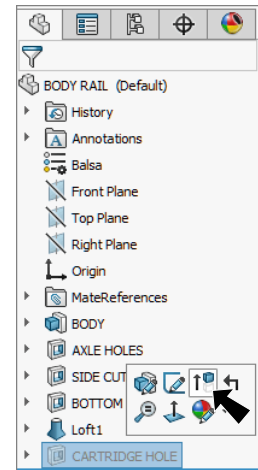 BODY RAIL (Default)
History
Annotations
Balsa
Front Plane
Top Plane
Right Plane
Origin
MateReferences
BODY
AXLE HOLES
SIDE CUT
BOTTOM
Loft1
CARTRIDGE HOLE